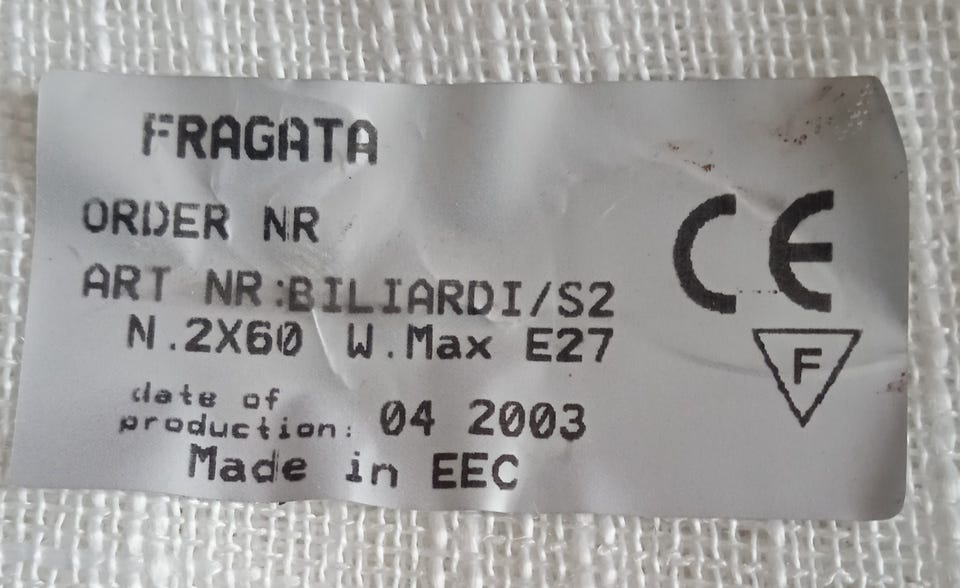 FRAGATA
ORDER NR
ART NR:BILIARDI/S2
N.2X60 W.Max E27
date of
production: 04 2003
Made in EEC
CE
F